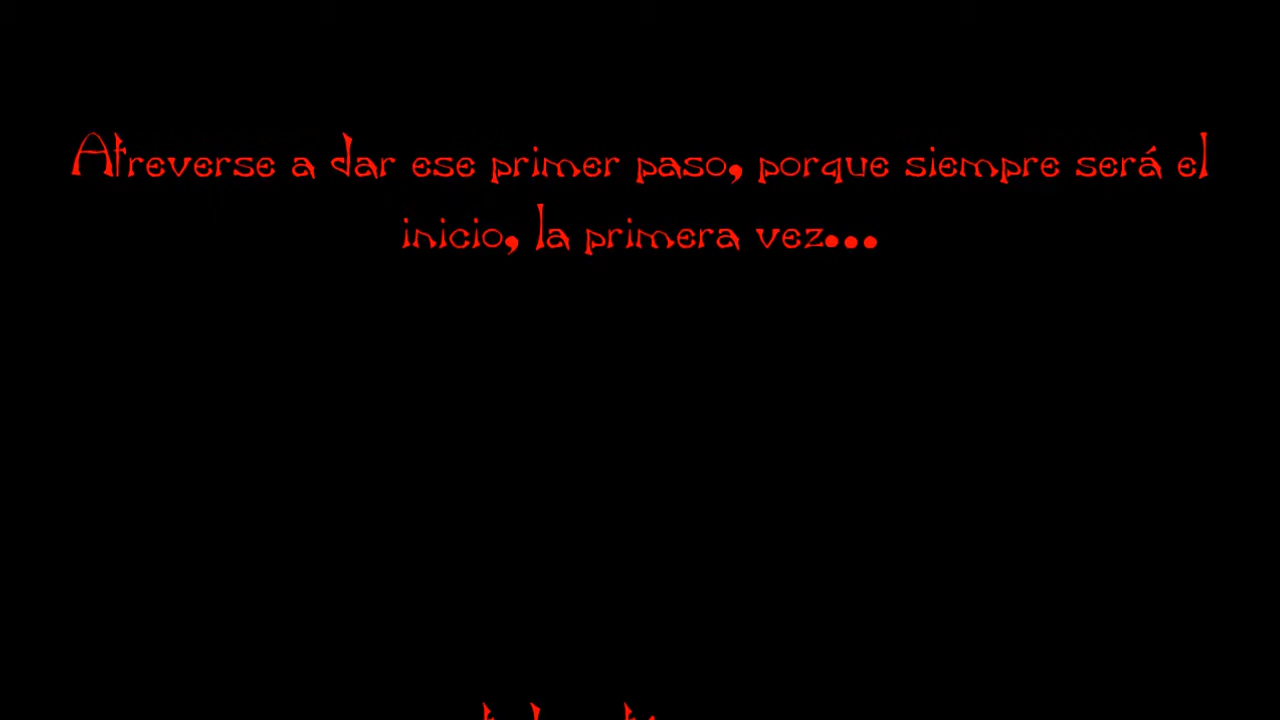 Atreverse a dar ese primer paso, porque siempre será el
inicio, la primera vez...